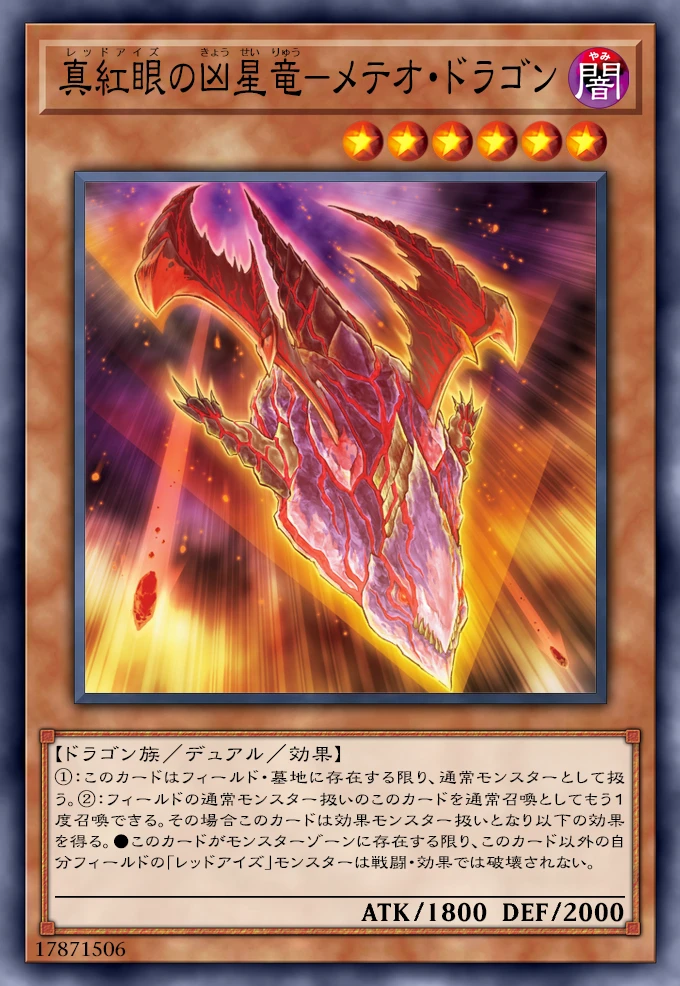 レッドアイズ きょうせいりゅう
真紅眼の凶星竜－メテオ・ドラゴン
やみ
闇
【ドラゴン族／デュアル／効果】
①：このカードはフィールド・墓地に存在する限り、通常モンスターとして扱
う。②：フィールドの通常モンスター扱いのこのカードを通常召喚としてもう１
度召喚できる。その場合このカードは効果モンスター扱いとなり以下の効果
を得る。●このカードがモンスターゾーンに存在する限り、このカード以外の自
分フィールドの「レッドアイズ」モンスターは戦闘・効果では破壊されない。
ATK/1800 DEF/2000
17871506